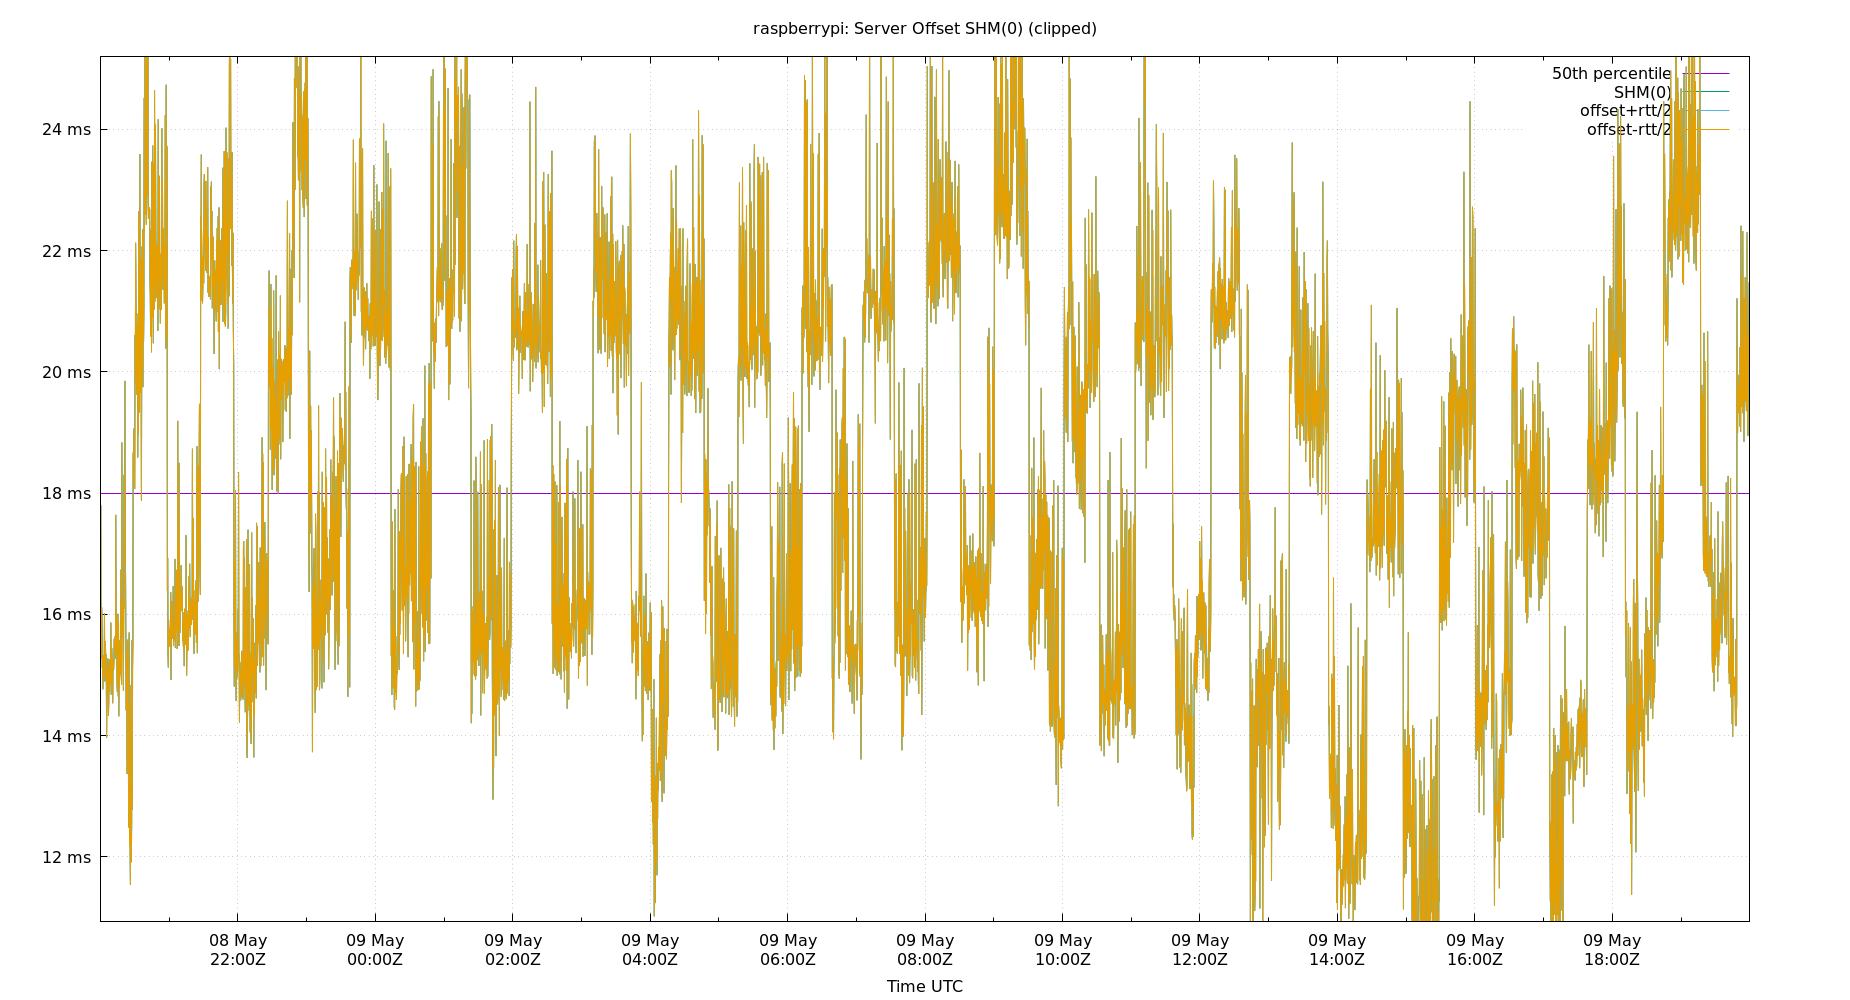 raspberrypi: Server Offset SHM(0) (clipped)
50th percentile
SHM(0)
offset+rtt/2
offset-rtt/2
24 ms
22 ms
20 ms
18 ms
16 ms
14 ms
12 ms
08 May 09 May 09 May 09 May 09 May 09 May 09 May 09 May 09 May 09 May 09 May
22:00Z 00:00Z 02:00Z 04:00Z 06:00Z 08:00Z 10:00Z 12:00Z 14:00Z 16:00Z 18:00Z
Time UTC